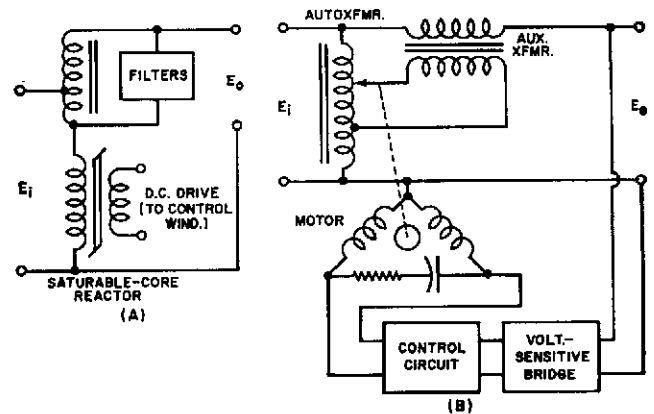 FILTERS
Eo
Ei
D.C. DRIVE
(TO CONTROL
WIND.)
SATURABLE-CORE
REACTOR
(A)
AUTOXFMR.
AUX.
XFMR.
Ei
Eo
MOTOR
CONTROL
CIRCUIT
VOLT.-
SENSITIVE
BRIDGE
(B)